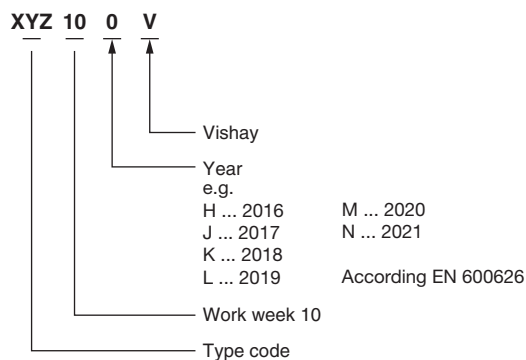 XYZ 10 0 V
Vishay
Year
e.g.
H ... 2016 M ... 2020
J ... 2017 N ... 2021
K ... 2018
L ... 2019 According EN 600626
Work week 10
Type code